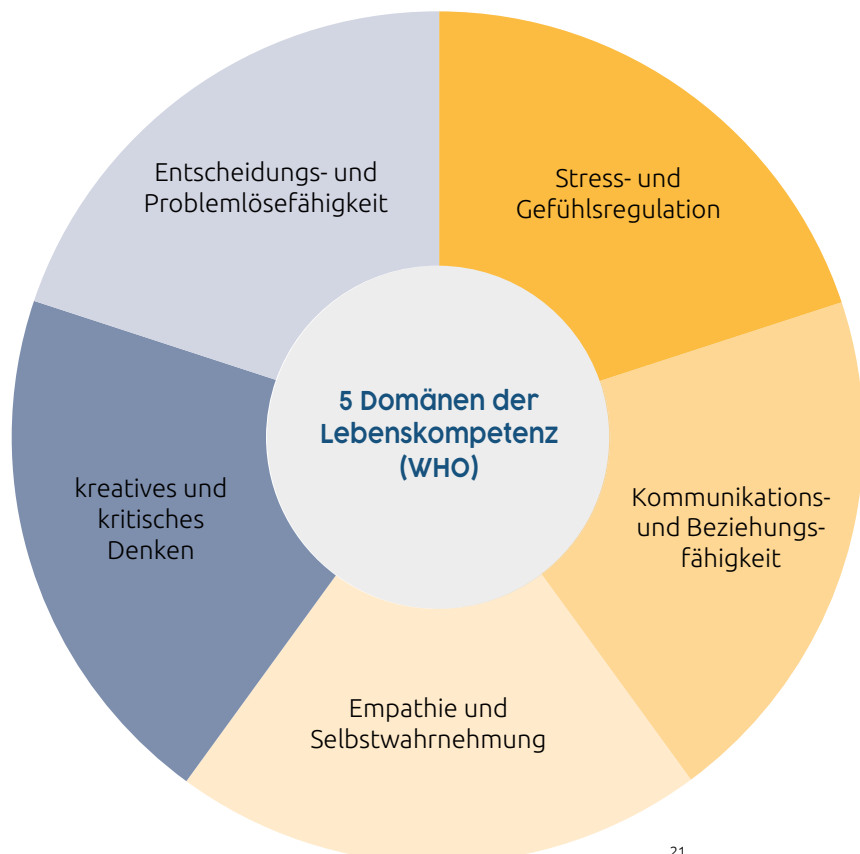 Entscheidungs- und
Problemlösefähigkeit
Stress- und
Gefühlsregulation
5 Domänen der
Lebenskompetenz
(WHO)
kreatives und
kritisches
Denken
Kommunikations-
und Beziehungs-
fähigkeit
Empathie und
Selbstwahrnehmung
21